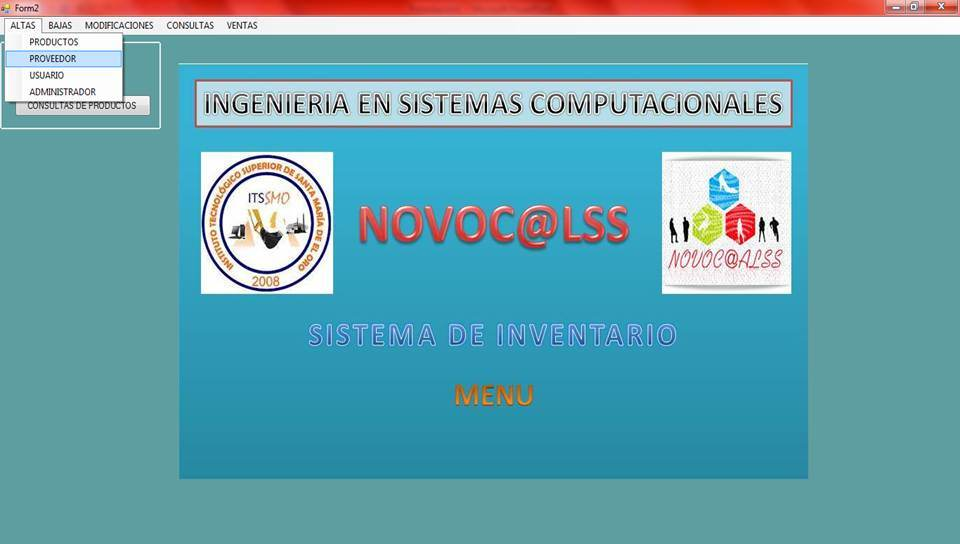 Form2
ALTAS BAJAS MODIFICACIONES CONSULTAS VENTAS
PRODUCTOS
PROVEEDOR
USUARIO
ADMINISTRADOR
CONSULTAS DE PRODUCTOS
INGENIERIA EN SISTEMAS COMPUTACIONALES
INSTITUTO TECNOLÓGICO SUPERIOR DE SANTA MARÍA DE EL ORO
ITSSMO
2008
NOVOC@LSS
NOVOC@ALSS
SISTEMA DE INVENTARIO
MENU